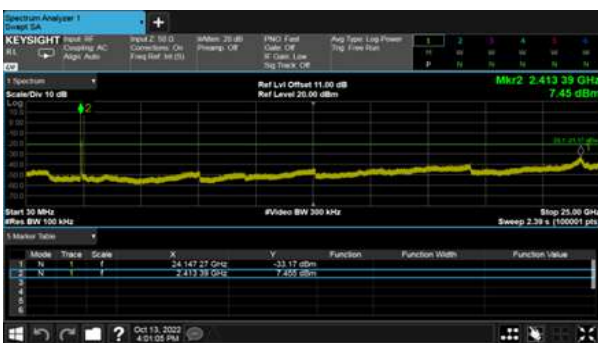 Spectrum Analyzer 1
Swept SA
+
KEYSIGHT Input: RF Input Z: 50 Ω #Atten: 20 dB PNO: Fast Avg Type: Log-Power 1 2 3 4 5 6
RL Coupling: AC Corrections: On Preamp: Off Gate: Off Trig: Free Run
Align: Auto Freq Ref: Int (S) IF Gain: Low
Sig Track: Off P N N N N N
1 Spectrum
Scale/Div 10 dB
Ref Lvl Offset 11.00 dB
Ref Level 20.00 dBm
Mkr2 2.413 39 GHz
7.45 dBm
Log
2
1
Start 30 MHz
#Res BW 100 kHz
#Video BW 300 kHz
Stop 25.00 GHz
Sweep 2.39 s (100001 pts)
5 Marker Table
Mode Trace Scale X Y Function Function Width Function Value
1 N 1 f 24.147 27 GHz -33.17 dBm
2 N 1 f 2.413 39 GHz 7.455 dBm
3
4
5
6
? Oct 13, 2022
4:01:05 PM